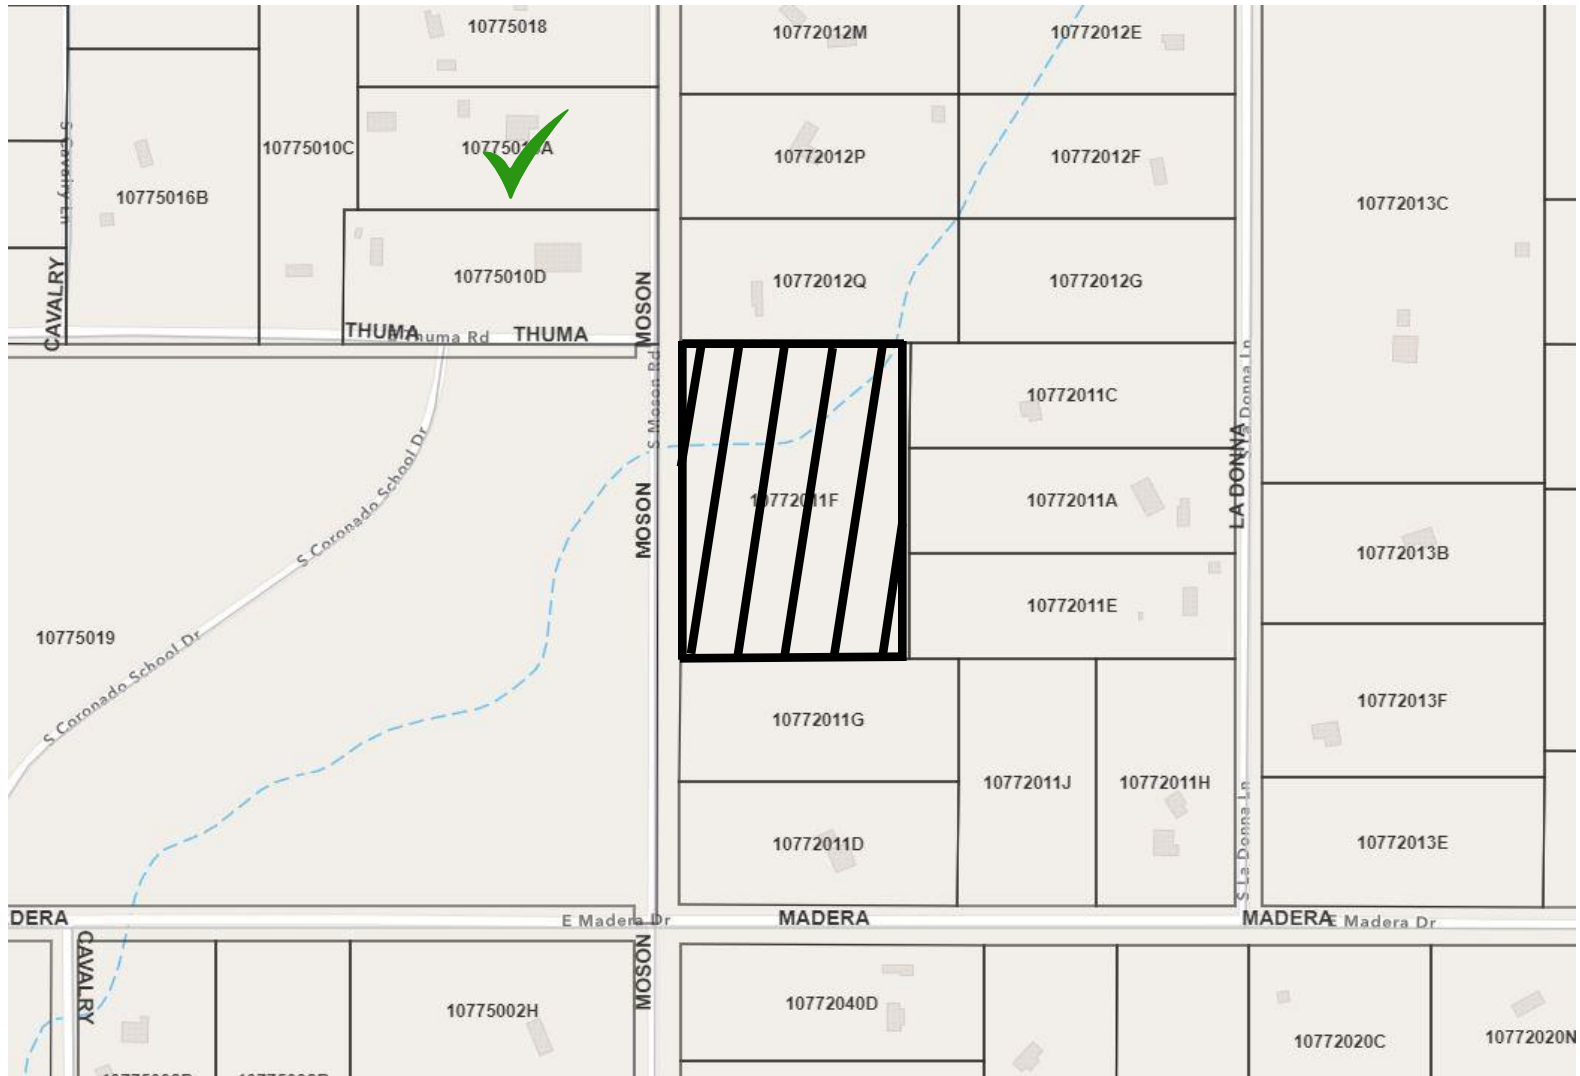 10775018
10772012M
10772012E
S Cavalry Ln
10775010C
10772012P
10772012F
10775016B
10772013C
10775010D
10772012Q
10772012G
CAVALRY
MOSON
THUMA
Thuma Rd
THUMA
S Moson Rd
S La Donna Ln
10772011C
S Coronado School Dr
LA DONNA
10772011F
10772011A
MOSON
10772013B
10772011E
10775019
S Coronado School Dr
10772013F
10772011G
10772011J
10772011H
S La Donna Ln
10772011D
10772013E
DERA
E Madera Dr
MADERA
MADERA
E Madera Dr
CAVALRY
MOSON
10775002H
10772040D
10772020C
10772020N